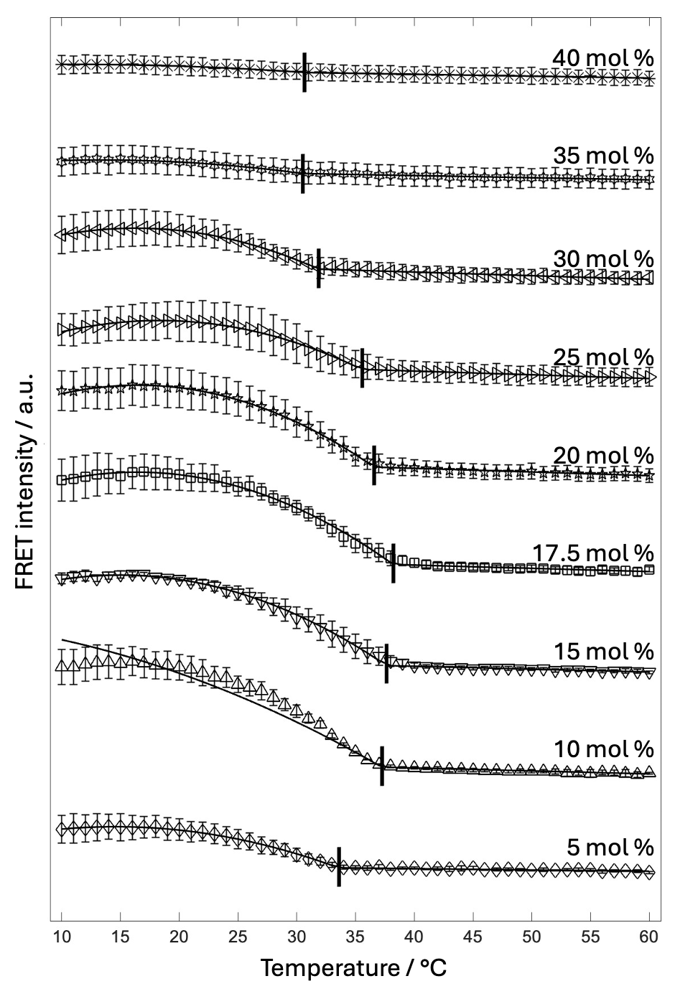 40 mol %
35 mol %
30 mol %
25 mol %
20 mol %
17.5 mol %
15 mol %
10 mol %
5 mol %
FRET intensity / a.u.
10 15 20 25 30 35 40 45 50 55 60
Temperature / °C